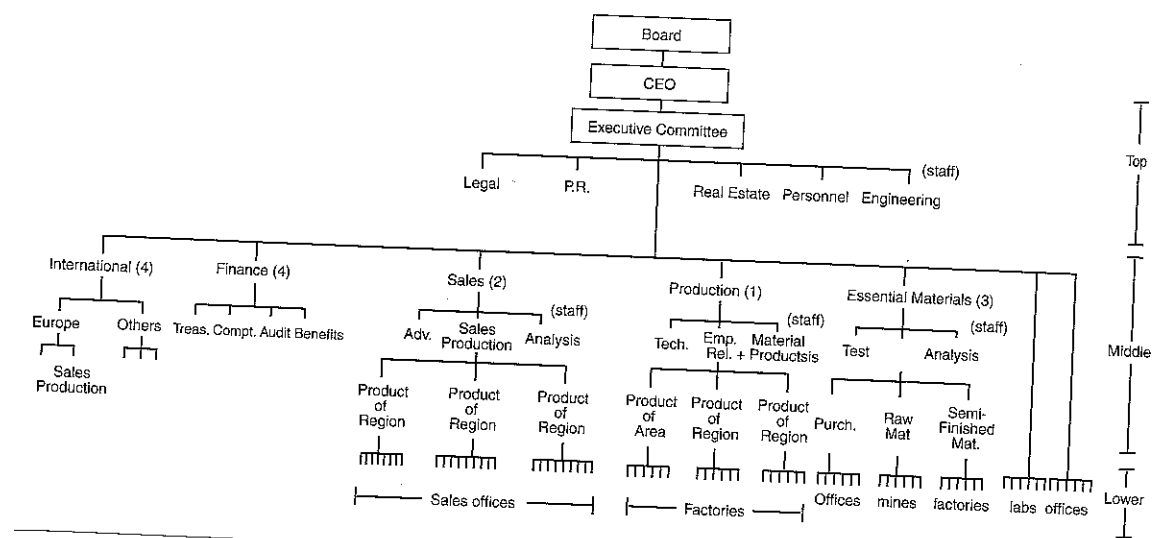 Board
CEO
Executive Committee
(staff)
Legal
P.R.
Real Estate
Personnel
Engineering
Top
International (4)
Finance (4)
Sales (2)
Production (1)
Essential Materials (3)
Europe
Others
Treas. Compt. Audit Benefits
(staff)
Adv.
Sales
Production
Analysis
(staff)
Tech.
Emp.
Rel. +
Material
Productsis
(staff)
Test
Analysis
Middle
Sales
Production
Product
of
Region
Product
of
Region
Product
of
Region
Product
of
Area
Product
of
Region
Product
of
Region
Purch.
Raw
Mat
Semi-
Finished
Mat.
Sales offices
Factories
Offices
mines
factories
labs
offices
Lower